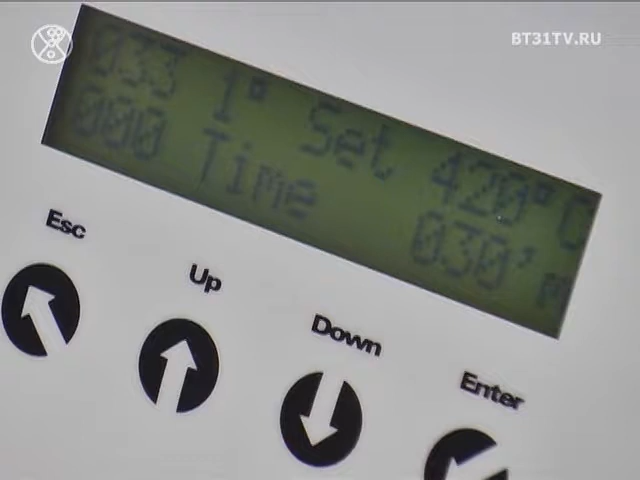 BT31TV.RU
033 1° Set. 420°C
000 Time 030' m
Esc
Up
Down
Enter